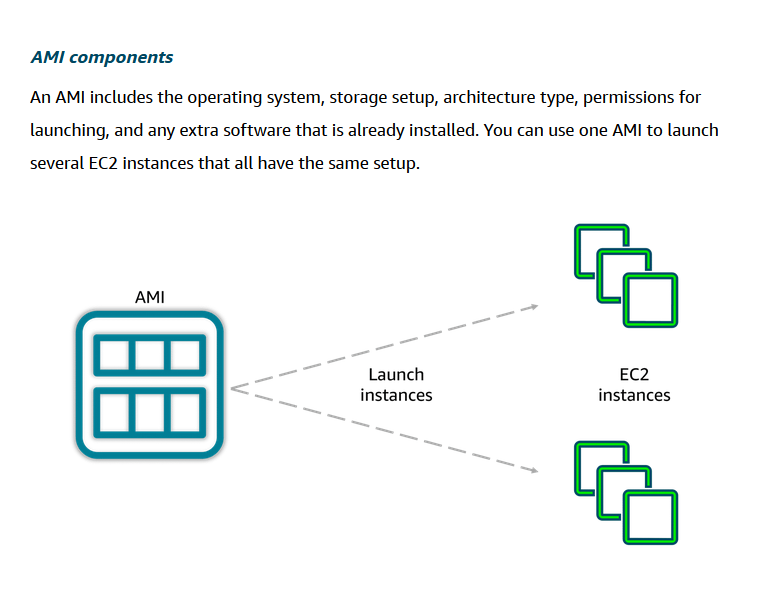 AMI components
An AMI includes the operating system, storage setup, architecture type, permissions for
launching, and any extra software that is already installed. You can use one AMI to launch
several EC2 instances that all have the same setup.
AMI
Launch
instances
EC2
instances